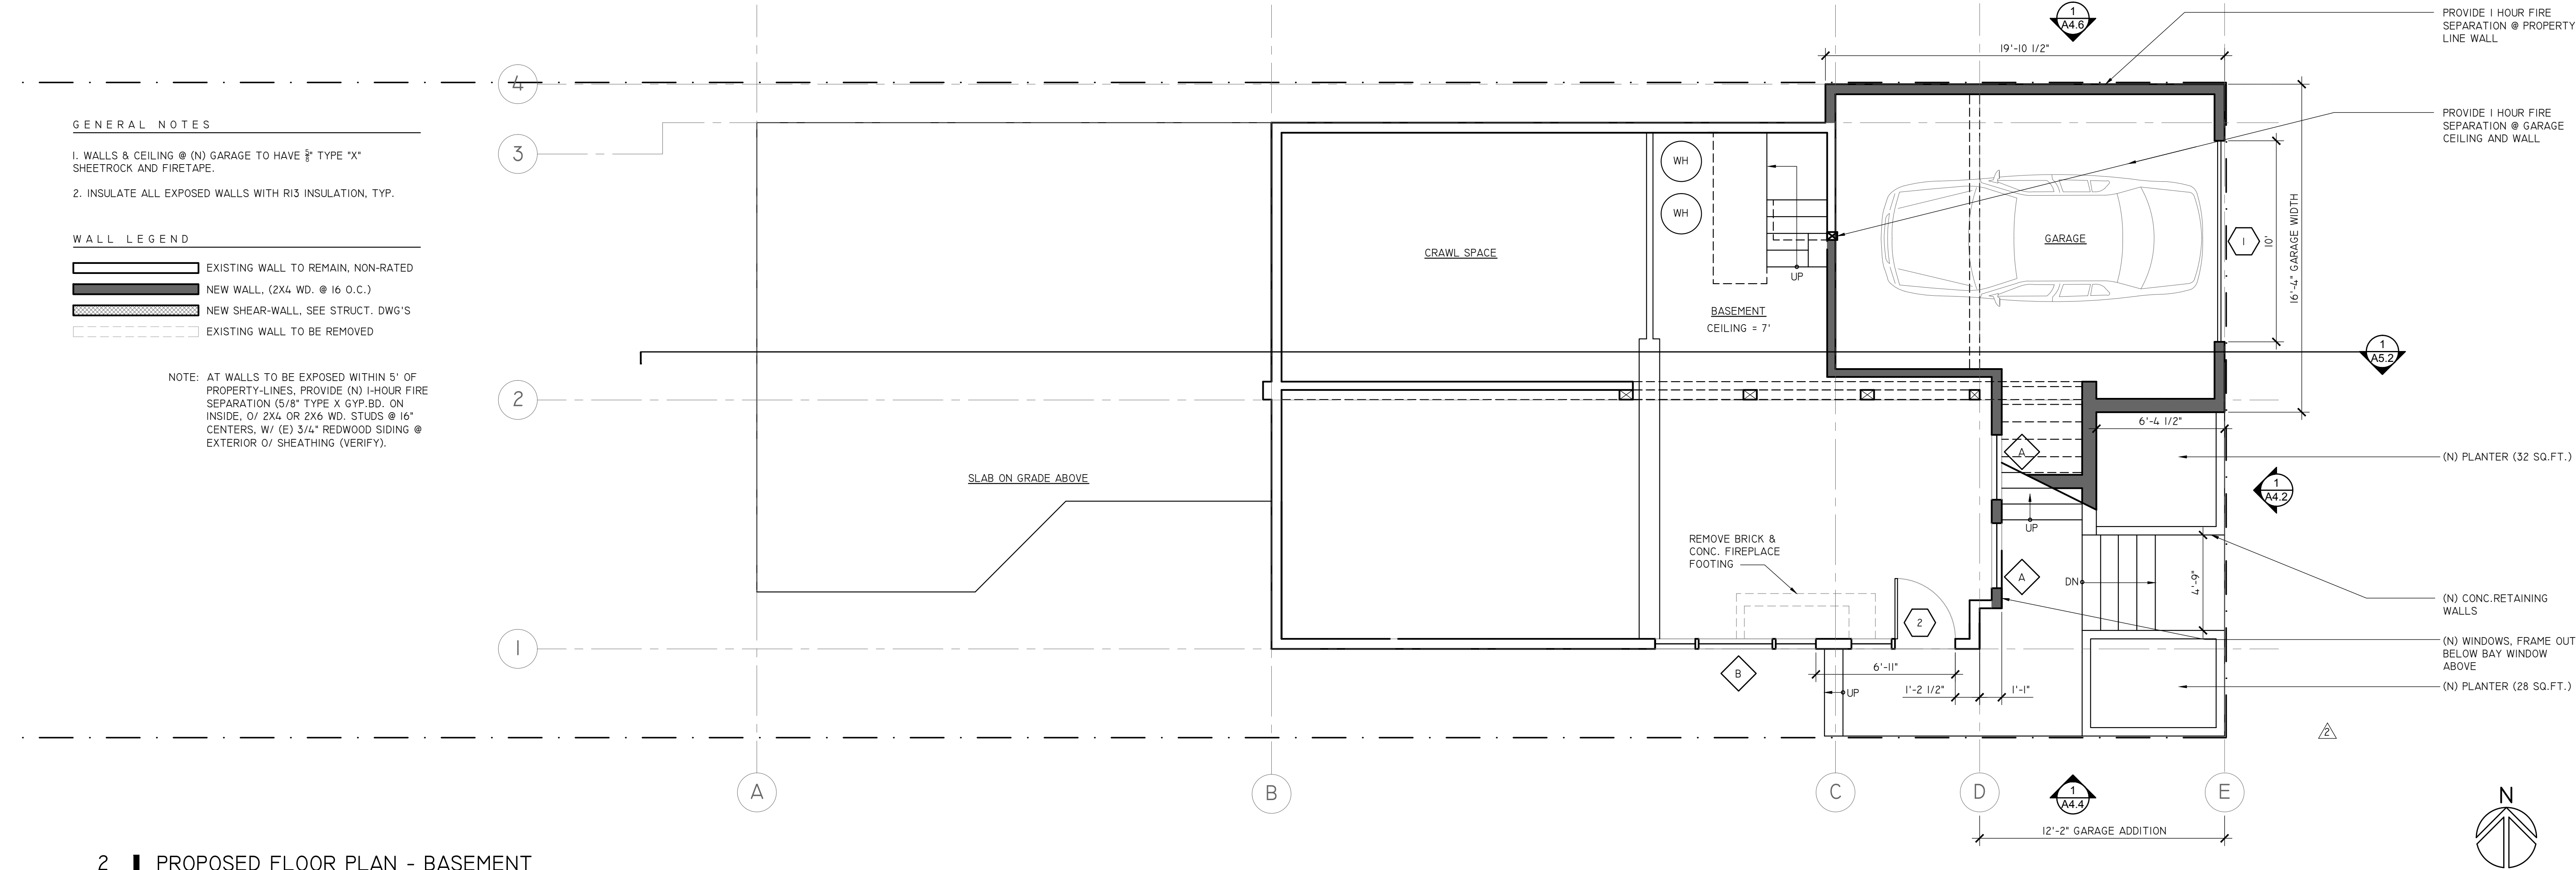 GENERAL NOTES
1. WALLS & CEILING @ (N) GARAGE TO HAVE 5/8" TYPE "X"
SHEETROCK AND FIRETAPE.
2. INSULATE ALL EXPOSED WALLS WITH R13 INSULATION, TYP.
WALL LEGEND
EXISTING WALL TO REMAIN, NON-RATED
NEW WALL, (2X4 WD. @ 16 O.C.)
NEW SHEAR-WALL, SEE STRUCT. DWG'S
EXISTING WALL TO BE REMOVED
NOTE: AT WALLS TO BE EXPOSED WITHIN 5' OF
PROPERTY-LINES, PROVIDE (N) 1-HOUR FIRE
SEPARATION (5/8" TYPE X GYP.BD. ON
INSIDE, O/ 2X4 OR 2X6 WD. STUDS @ 16"
CENTERS, W/ (E) 3/4" REDWOOD SIDING @
EXTERIOR O/ SHEATHING (VERIFY).
4
3
2
1
A
B
C
D
E
SLAB ON GRADE ABOVE
CRAWL SPACE
WH
WH
UP
BASEMENT
CEILING = 7'
GARAGE
REMOVE BRICK &
CONC. FIREPLACE
FOOTING
A
A
B
2
UP
UP
DN
6'-11"
1'-2 1/2"
1'-1"
4'-9"
6'-4 1/2"
19'-10 1/2"
1
10'
16'-4" GARAGE WIDTH
12'-2" GARAGE ADDITION
1
A4.6
1
A5.2
1
A4.2
1
A4.4
PROVIDE 1 HOUR FIRE
SEPARATION @ PROPERTY
LINE WALL
PROVIDE 1 HOUR FIRE
SEPARATION @ GARAGE
CEILING AND WALL
(N) PLANTER (32 SQ.FT.)
(N) CONC.RETAINING
WALLS
(N) WINDOWS, FRAME OUT
BELOW BAY WINDOW
ABOVE
(N) PLANTER (28 SQ.FT.)
2
N
2 PROPOSED FLOOR PLAN - BASEMENT